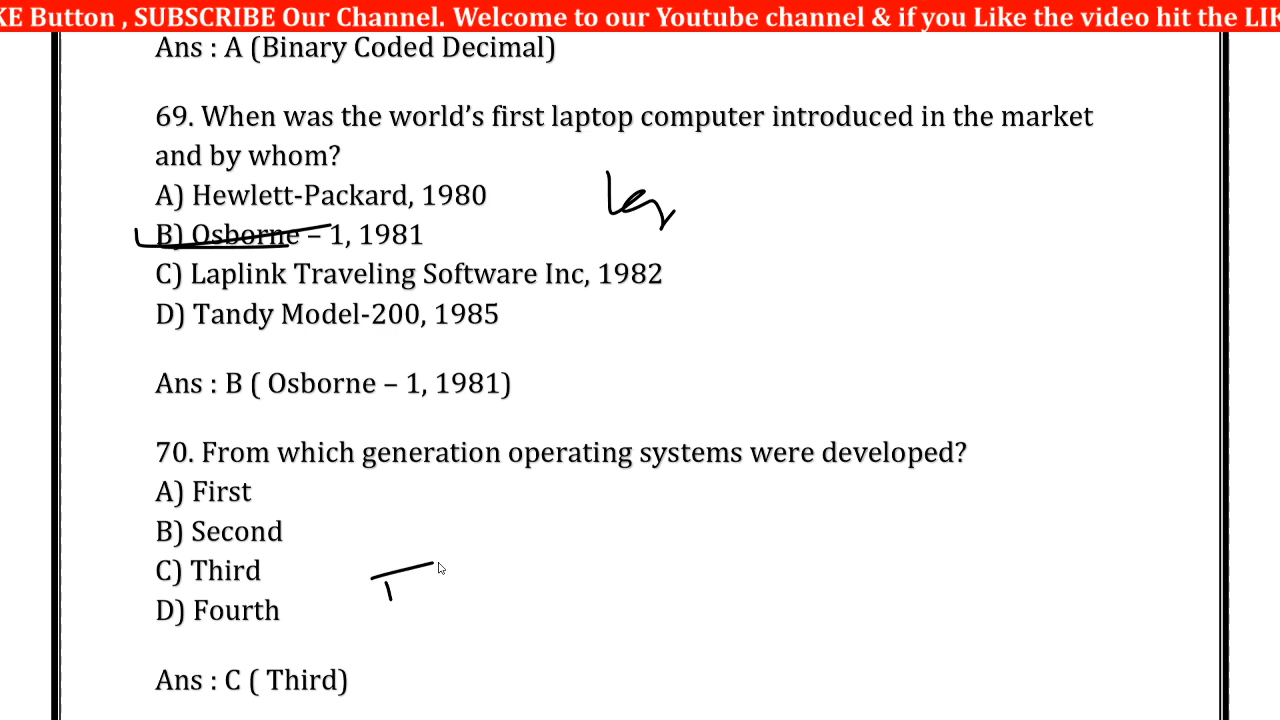 KE Button , SUBSCRIBE Our Channel. Welcome to our Youtube channel & if you Like the video hit the LIK
Ans : A (Binary Coded Decimal)
69. When was the world’s first laptop computer introduced in the market
and by whom?
A) Hewlett-Packard, 1980
B) Osborne – 1, 1981
C) Laplink Traveling Software Inc, 1982
D) Tandy Model-200, 1985
Ans : B ( Osborne – 1, 1981)
70. From which generation operating systems were developed?
A) First
B) Second
C) Third
D) Fourth
Ans : C ( Third)